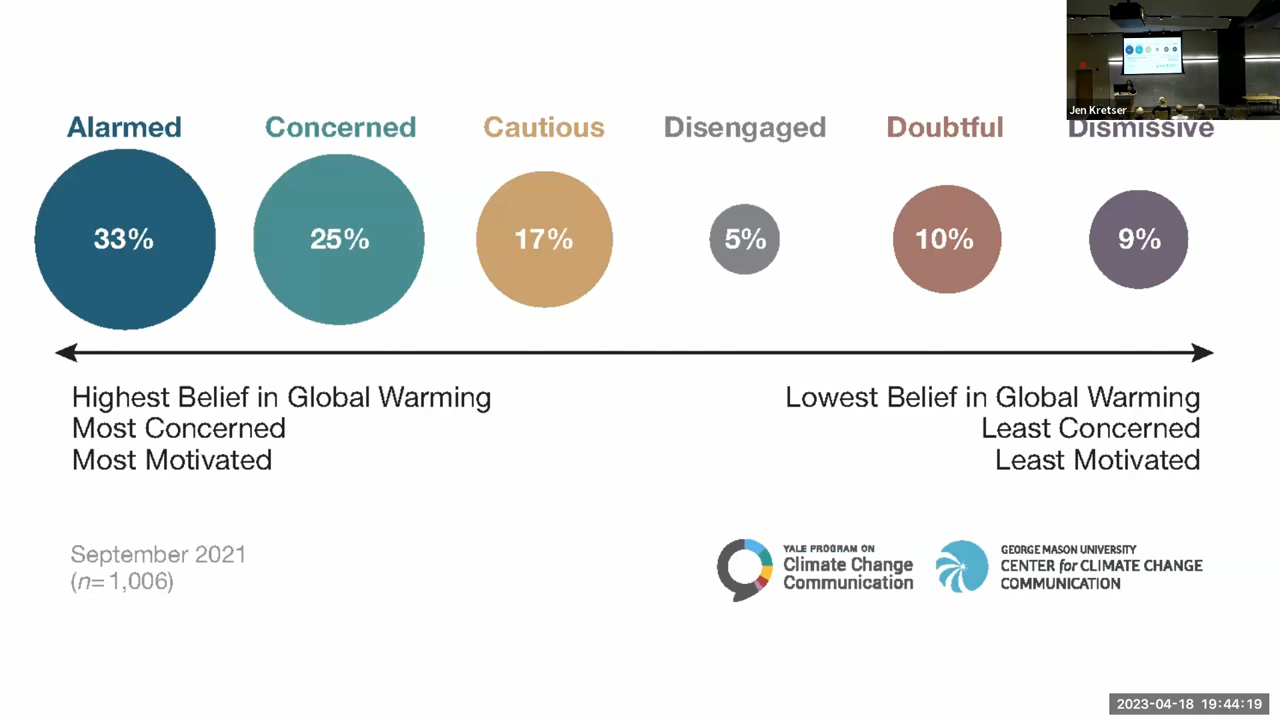 Jen Kretser
Alarmed Concerned Cautious Disengaged Doubtful Dismissive
33% 25% 17% 5% 10% 9%
Highest Belief in Global Warming
Most Concerned
Most Motivated
Lowest Belief in Global Warming
Least Concerned
Least Motivated
September 2021
(n=1,006)
YALE PROGRAM ON
Climate Change
Communication
GEORGE MASON UNIVERSITY
CENTER for CLIMATE CHANGE
COMMUNICATION
2023-04-18 19:44:19